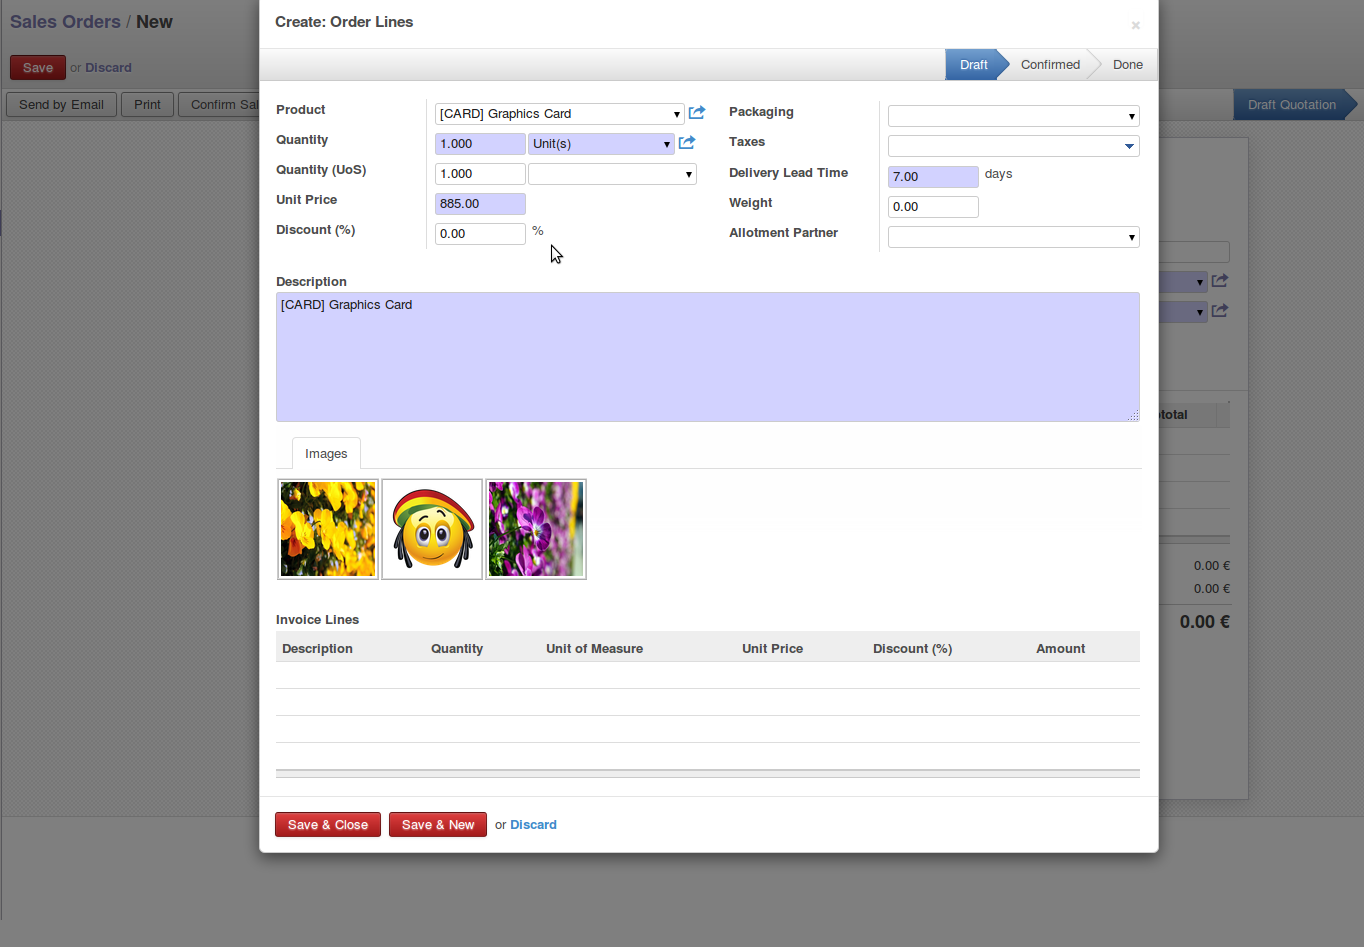 Sales Orders / New
Save or Discard
Send by Email Print Confirm Sal
Draft Quotation
Create: Order Lines ×
Draft Confirmed Done
Product [CARD] Graphics Card
Quantity 1.000 Unit(s)
Quantity (UoS) 1.000
Unit Price 885.00
Discount (%) 0.00 %
Packaging
Taxes
Delivery Lead Time 7.00 days
Weight 0.00
Allotment Partner
Description
[CARD] Graphics Card
Images
Invoice Lines
Description Quantity Unit of Measure Unit Price Discount (%) Amount
Save & Close Save & New or Discard
total
0.00 €
0.00 €
0.00 €